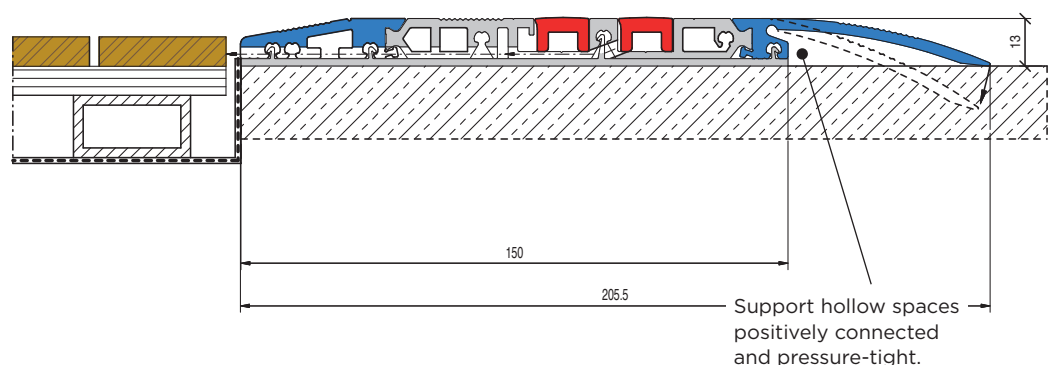 13
150
205.5
Support hollow spaces
positively connected
and pressure-tight.